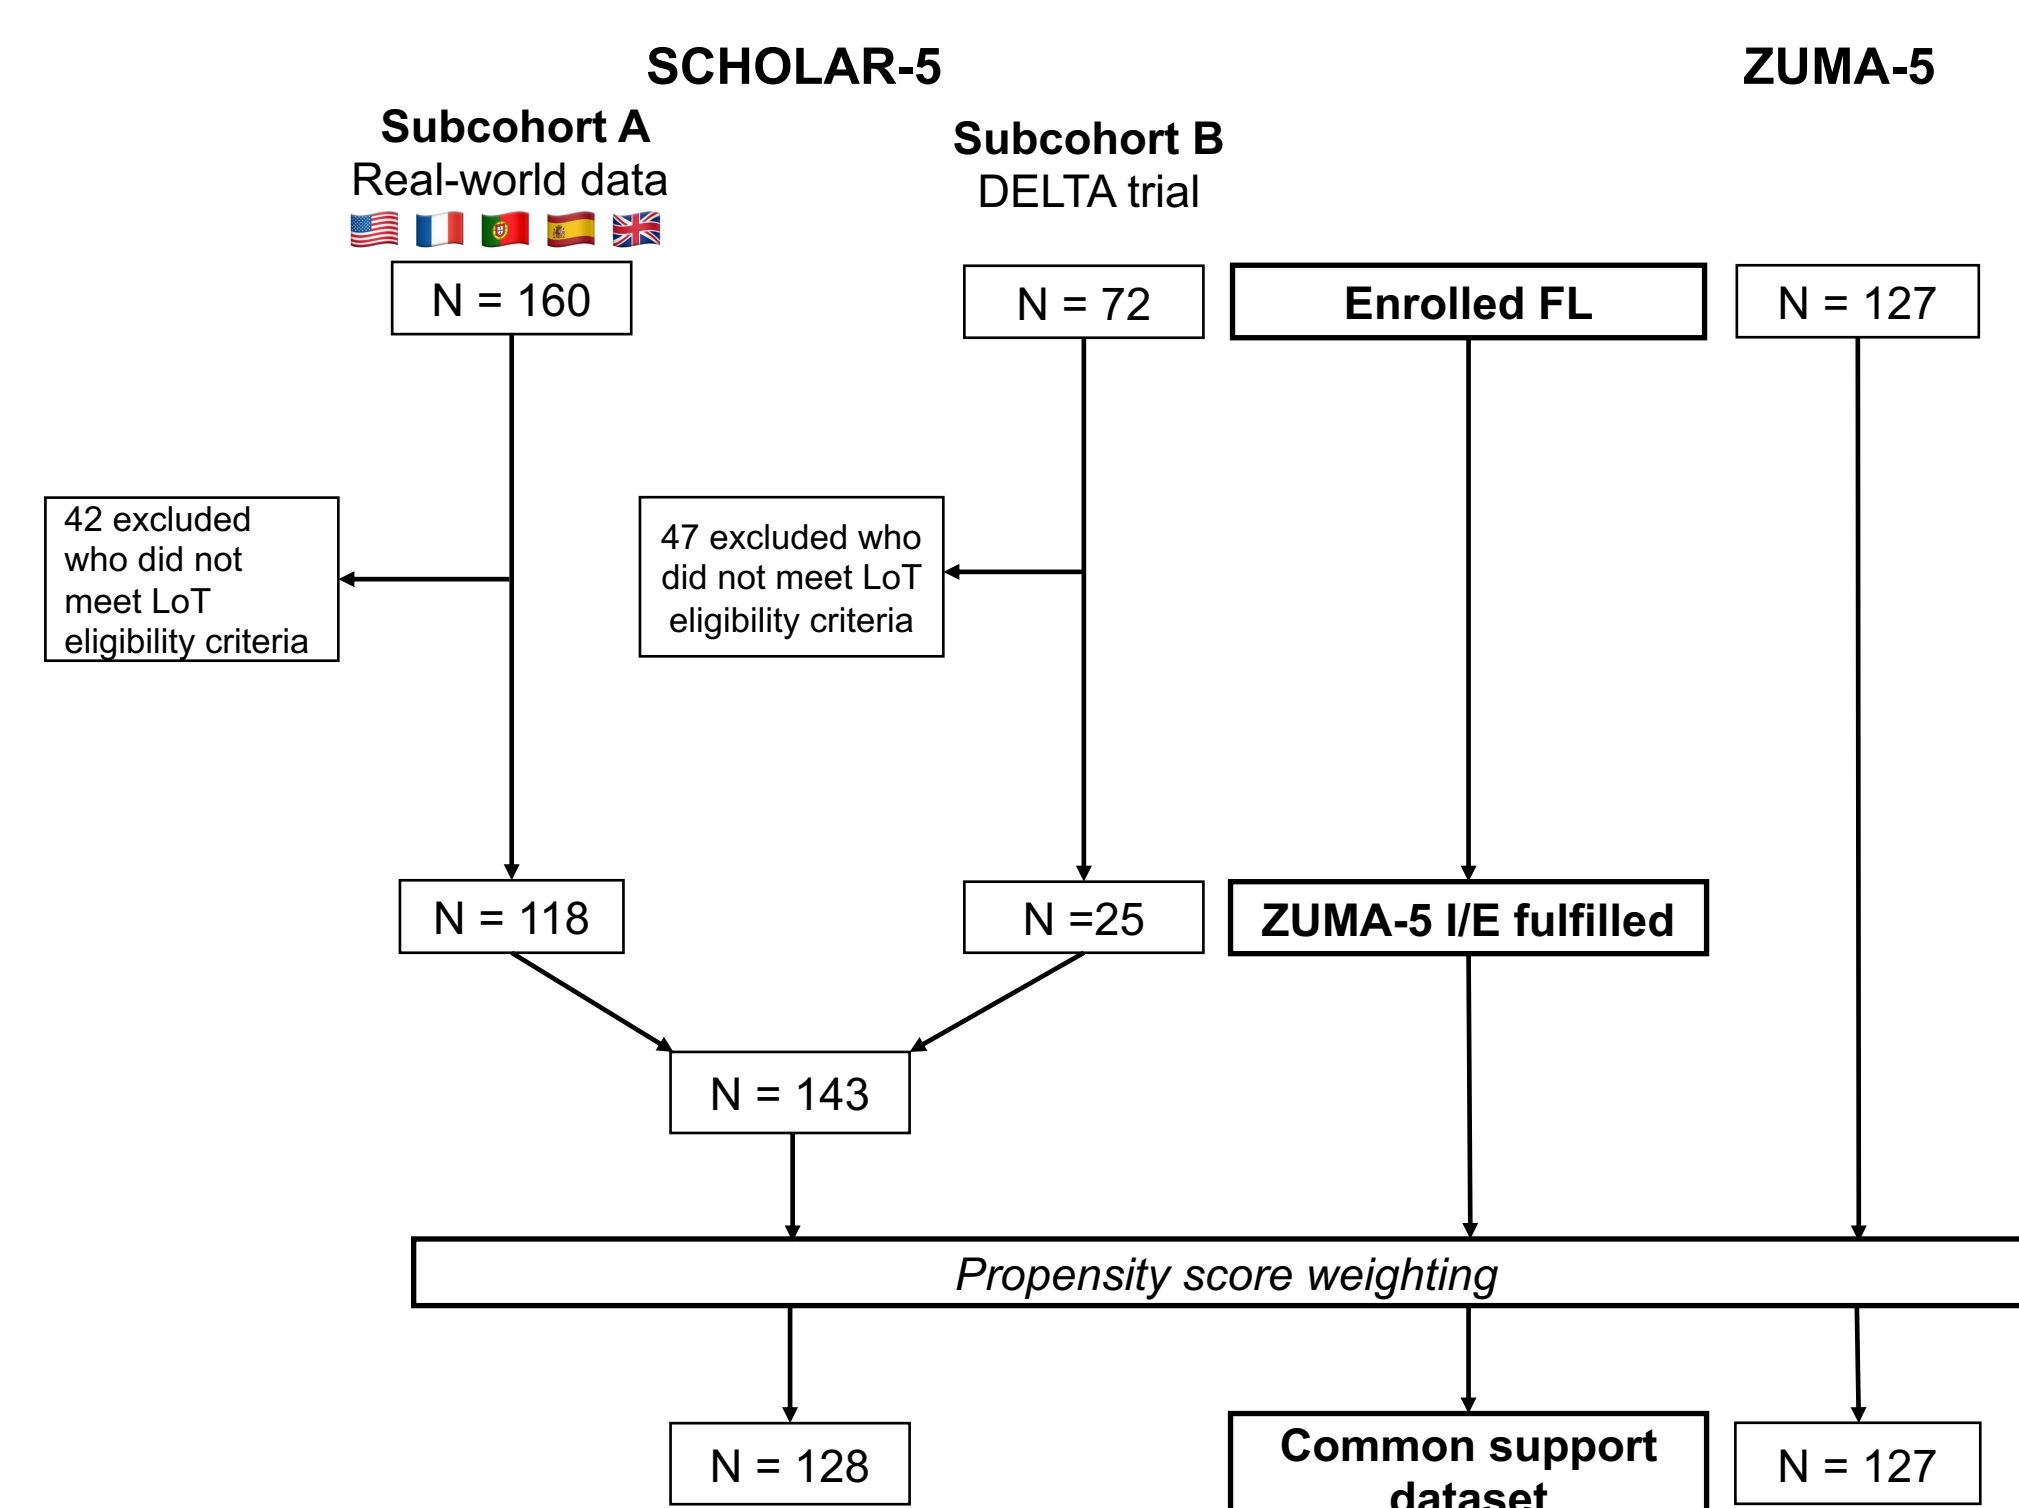 SCHOLAR-5
ZUMA-5
Subcohort A
Real-world data
Subcohort B
DELTA trial
N = 160
N = 72
Enrolled FL
N = 127
42 excluded
who did not
meet LoT
eligibility criteria
47 excluded who
did not meet LoT
eligibility criteria
N = 118
N =25
ZUMA-5 I/E fulfilled
N = 143
Propensity score weighting
N = 128
Common support
dataset
N = 127